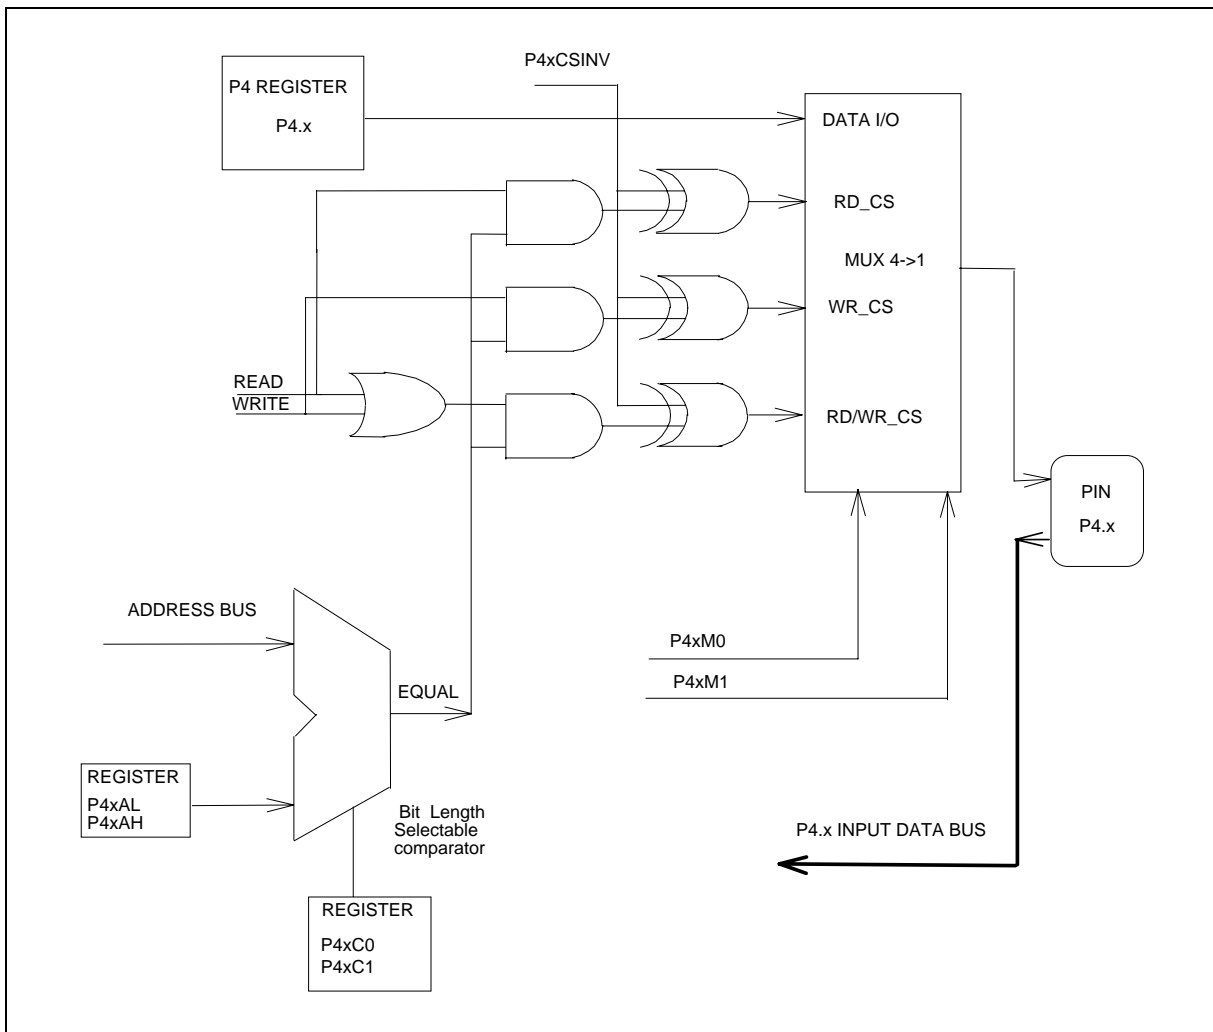 P4xCSINV
P4 REGISTER
P4.x
DATA I/O
RD_CS
MUX 4->1
WR_CS
READ
WRITE
RD/WR_CS
PIN
P4.x
ADDRESS BUS
P4xM0
P4xM1
EQUAL
REGISTER
P4xAL
P4xAH
Bit Length
Selectable
comparator
P4.x INPUT DATA BUS
REGISTER
P4xC0
P4xC1